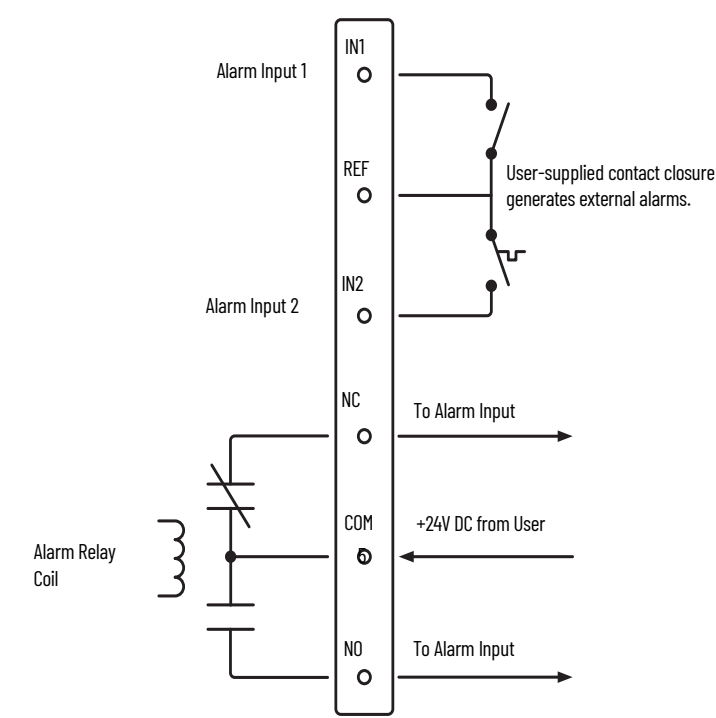 IN1
Alarm Input 1
REF
User-supplied contact closure
generates external alarms.
IN2
Alarm Input 2
NC
To Alarm Input
COM
5
+24V DC from User
Alarm Relay
Coil
NO
To Alarm Input